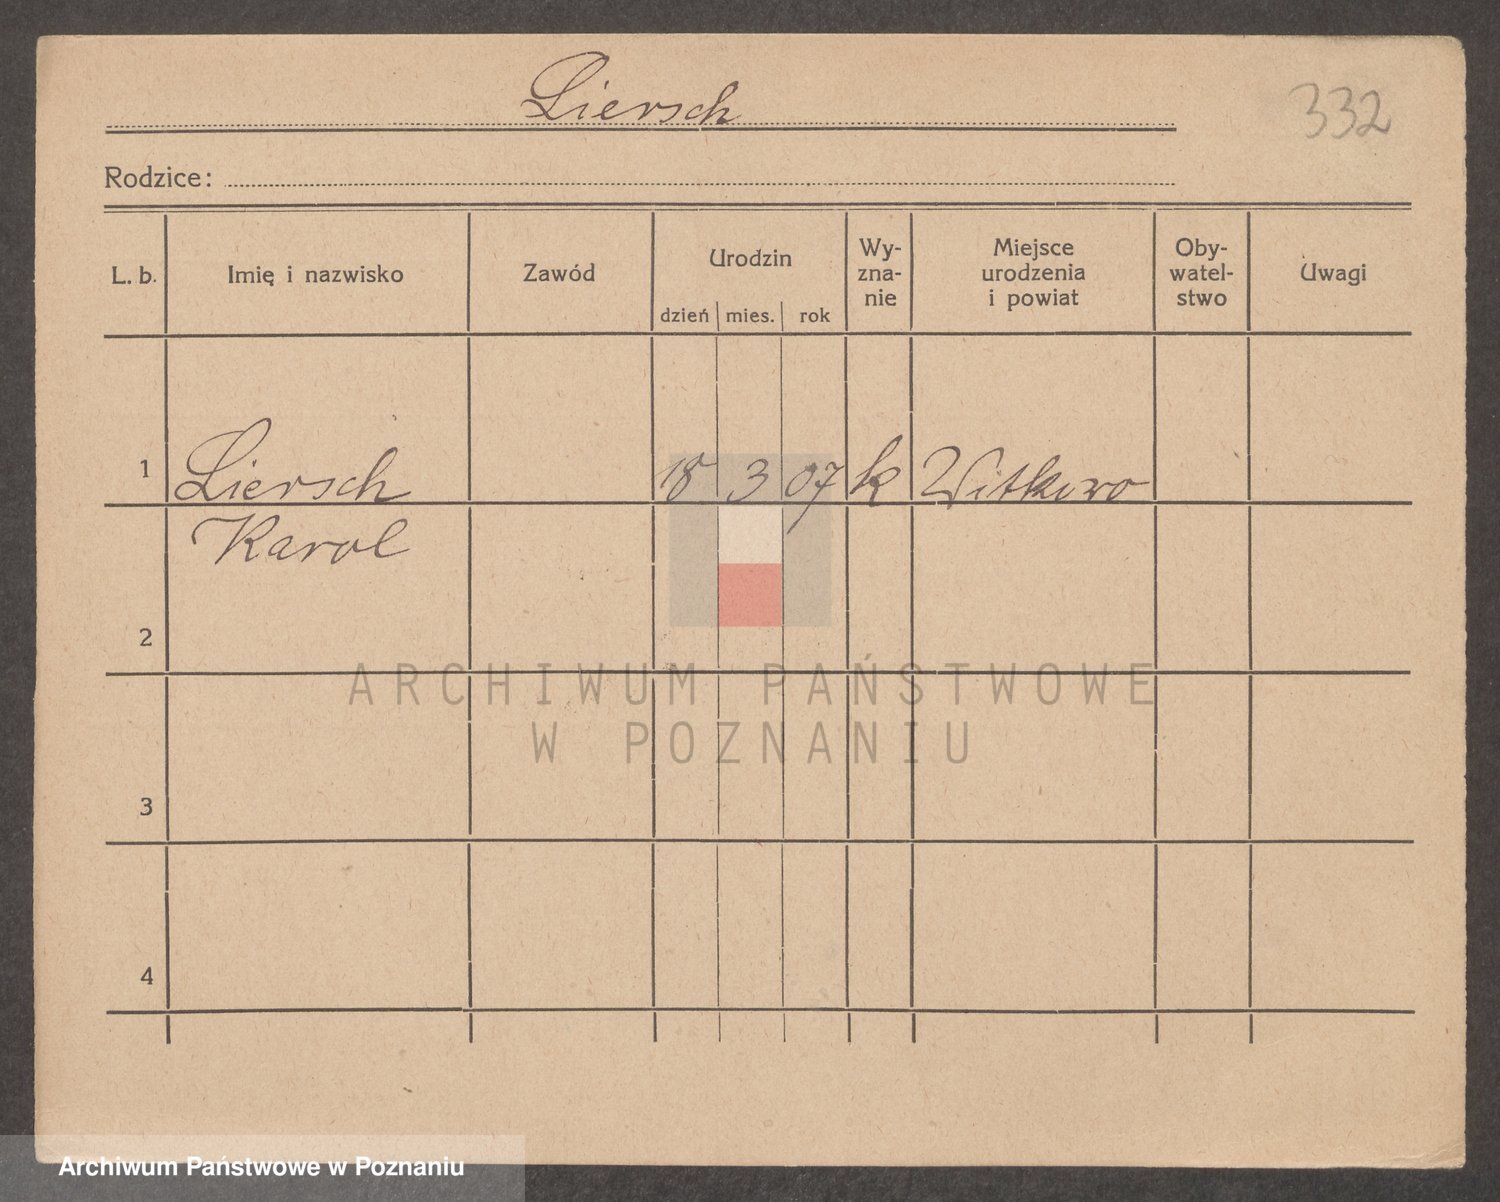 Liersch
332
Rodzice:
L. b. Imię i nazwisko Zawód Urodzin dzień mies. rok Wy-zna-nie Miejsce urodzenia i powiat Oby-watel-stwo Uwagi
1 Liersch 18 3 07 k Witkowo
Karol
2
ARCHIWUM PAŃSTWOWE
W POZNANIU
3
4
Archiwum Państwowe w Poznaniu